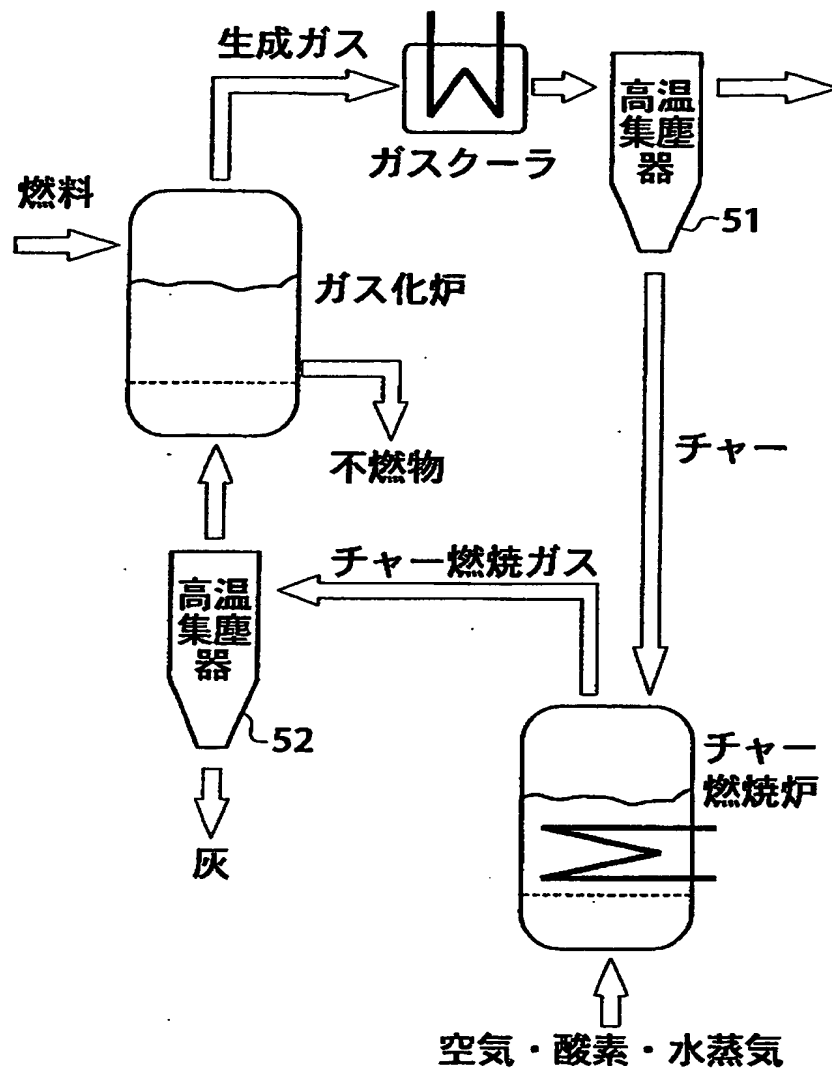 生成ガス
ガスクーラ
高温
集塵
器
51
燃料
ガス化炉
不燃物
チャー
チャー燃焼ガス
高温
集塵
器
52
灰
チャー
燃焼炉
空気・酸素・水蒸気